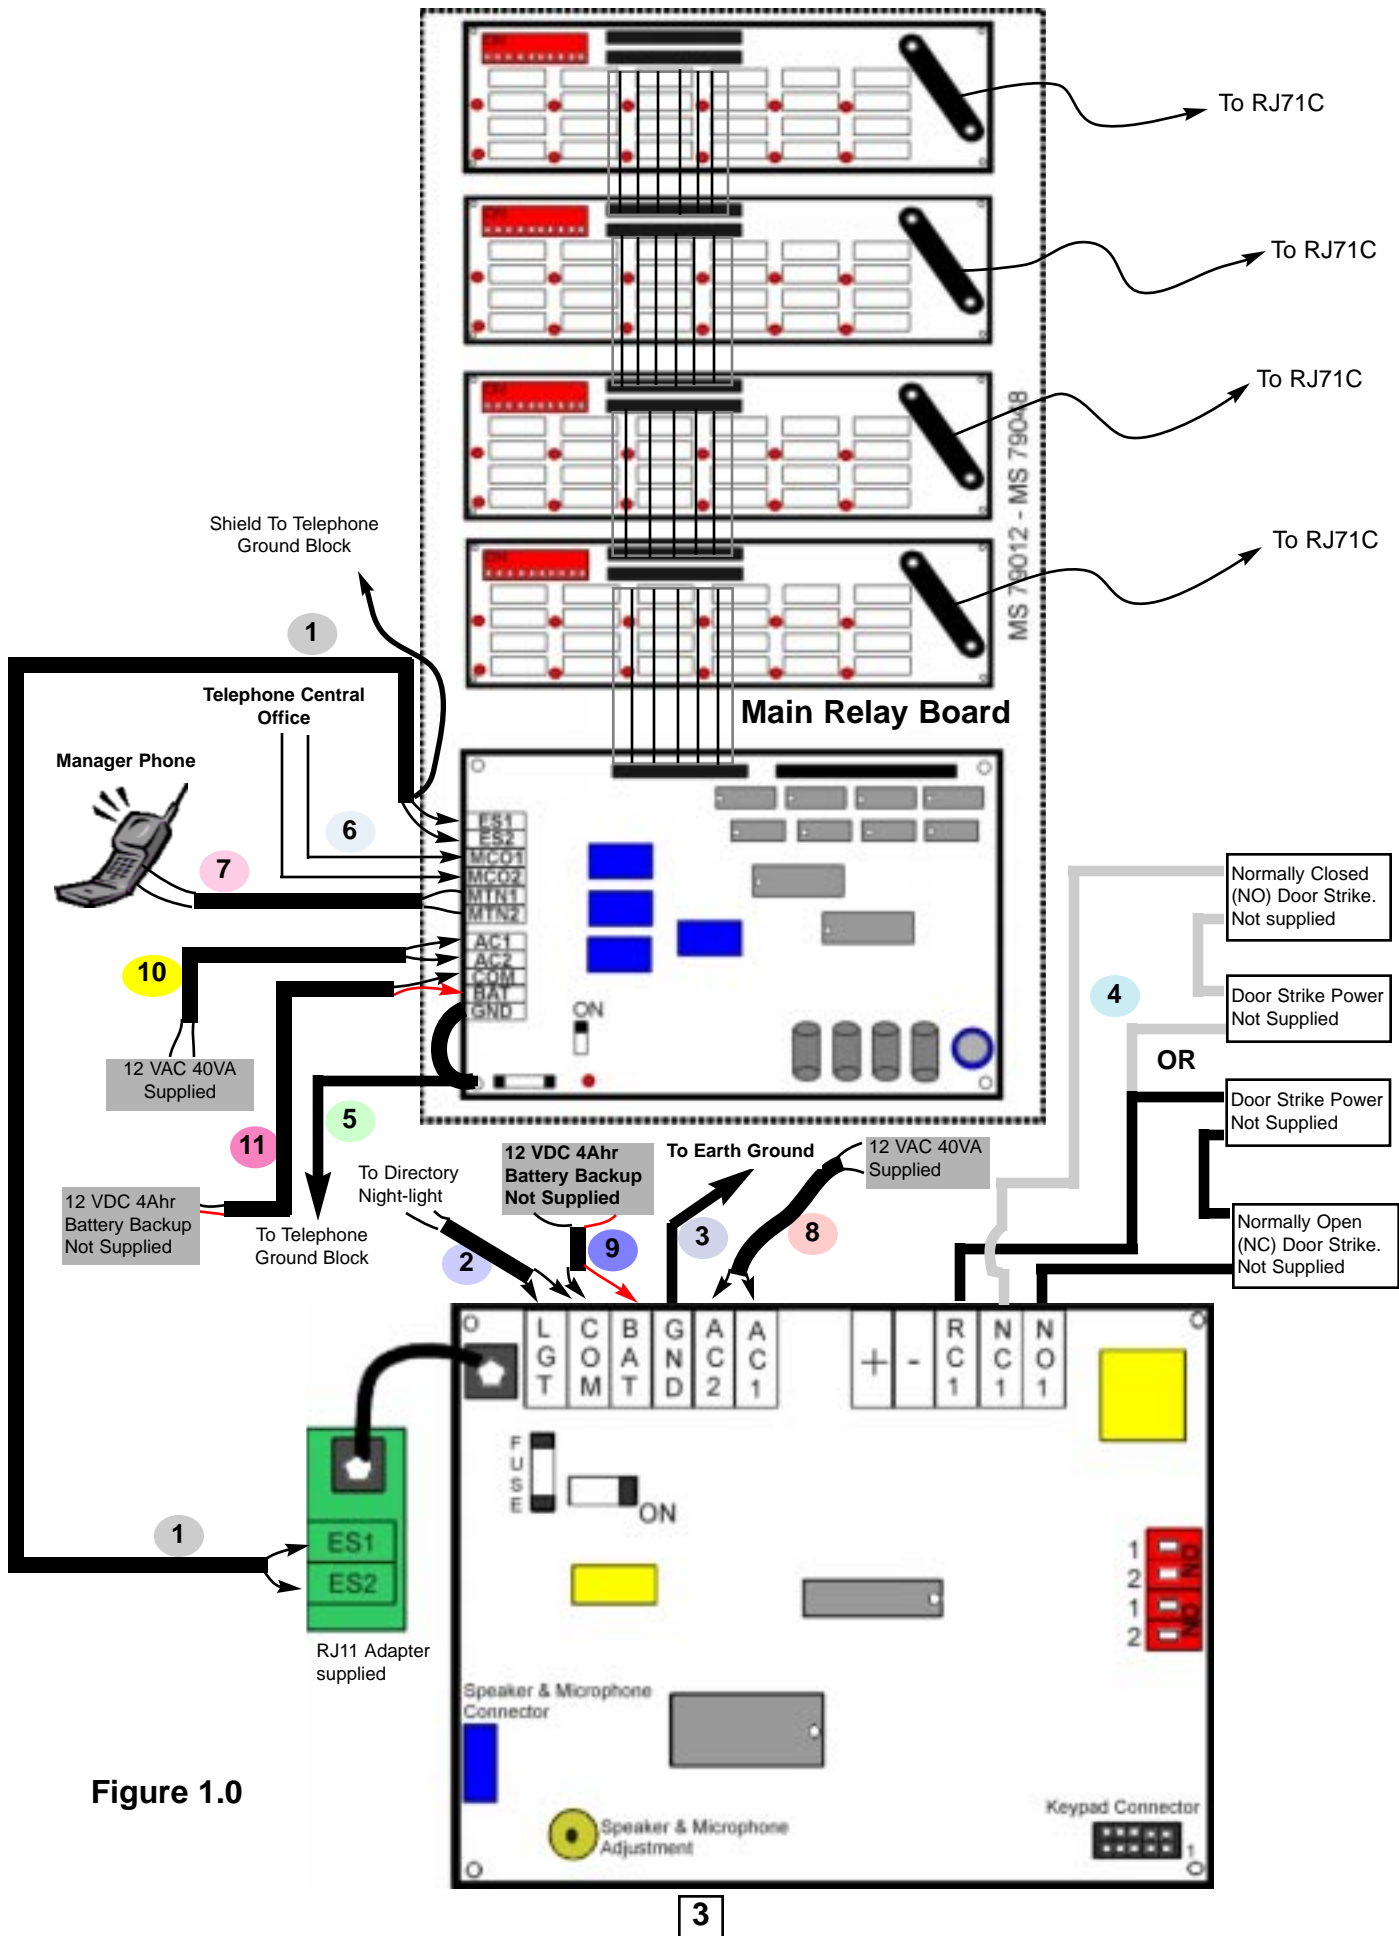 ON
To RJ71C
ON
To RJ71C
ON
To RJ71C
ON
To RJ71C
MS 79012 - MS 79048
Shield To Telephone
Ground Block
1
Telephone Central
Office
Main Relay Board
Manager Phone
6
7
ES1
ES2
MCO1
MCO2
MTN1
MTN2
AC1
AC2
COM
BAT
GND
ON
10
12 VAC 40VA
Supplied
11
12 VDC 4Ahr
Battery Backup
Not Supplied
5
To Telephone
Ground Block
Normally Closed
(NO) Door Strike.
Not supplied
4
Door Strike Power
Not Supplied
OR
Door Strike Power
Not Supplied
Normally Open
(NC) Door Strike.
Not Supplied
To Directory
Night-light
2
12 VDC 4Ahr
Battery Backup
Not Supplied
9
To Earth Ground
3
12 VAC 40VA
Supplied
8
LGT
COM
BAT
GND
AC2
AC1
+
-
RC1
NC1
NO1
FUSE
ON
1
ES1
ES2
RJ11 Adapter
supplied
1
2
ON
1
2
ON
Speaker & Microphone
Connector
Speaker & Microphone
Adjustment
Keypad Connector
1
Figure 1.0
3